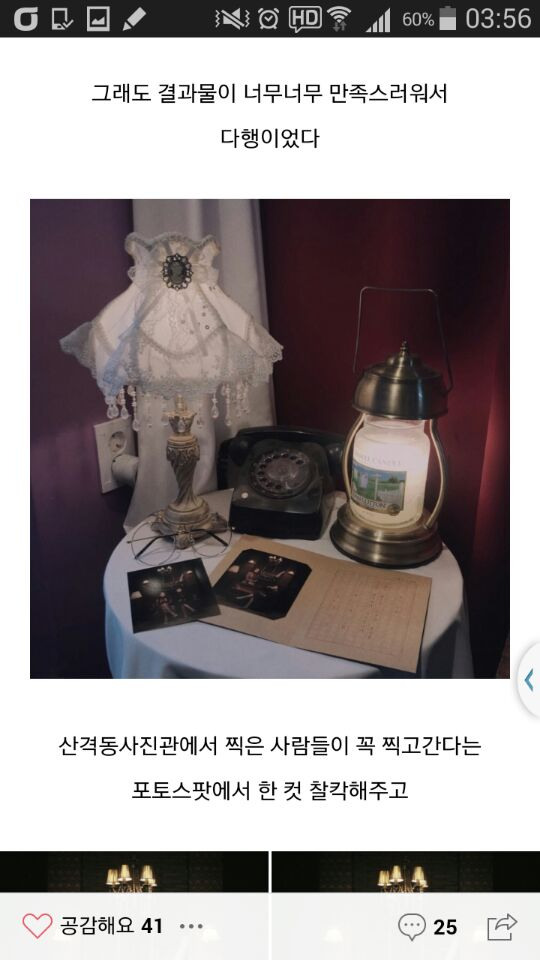 HD 60% 03:56
그래도 결과물이 너무너무 만족스러워서
다행이었다
산격동사진관에서 찍은 사람들이 꼭 찍고간다는
포토스팟에서 한 컷 찰칵해주고
공감해요 41
25